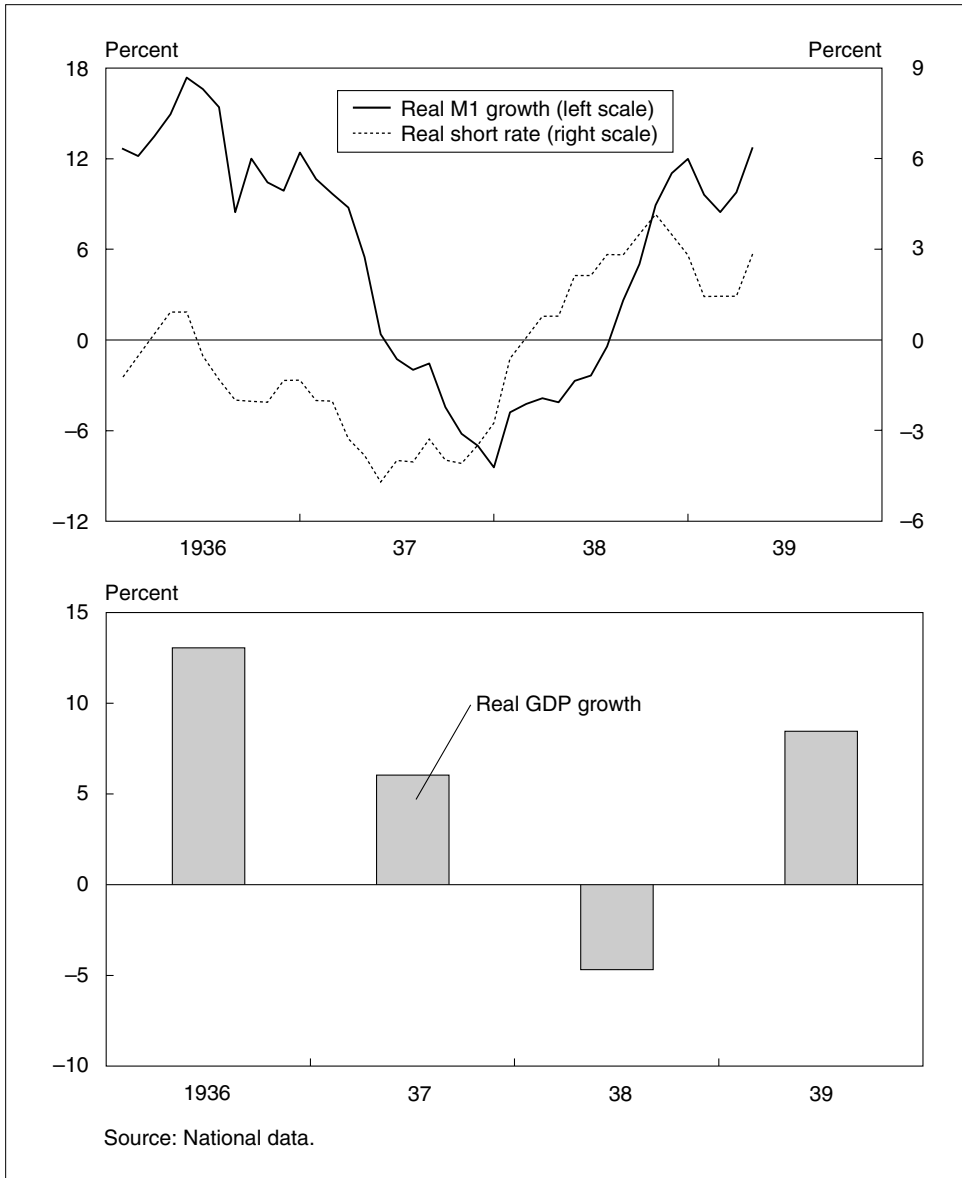 Percent Percent
18 9
Real M1 growth (left scale)
Real short rate (right scale)
12 6
6 3
0 0
–6 –3
–12 –6
1936 37 38 39
Percent
15
Real GDP growth
10
5
0
–5
–10
1936 37 38 39
Source: National data.